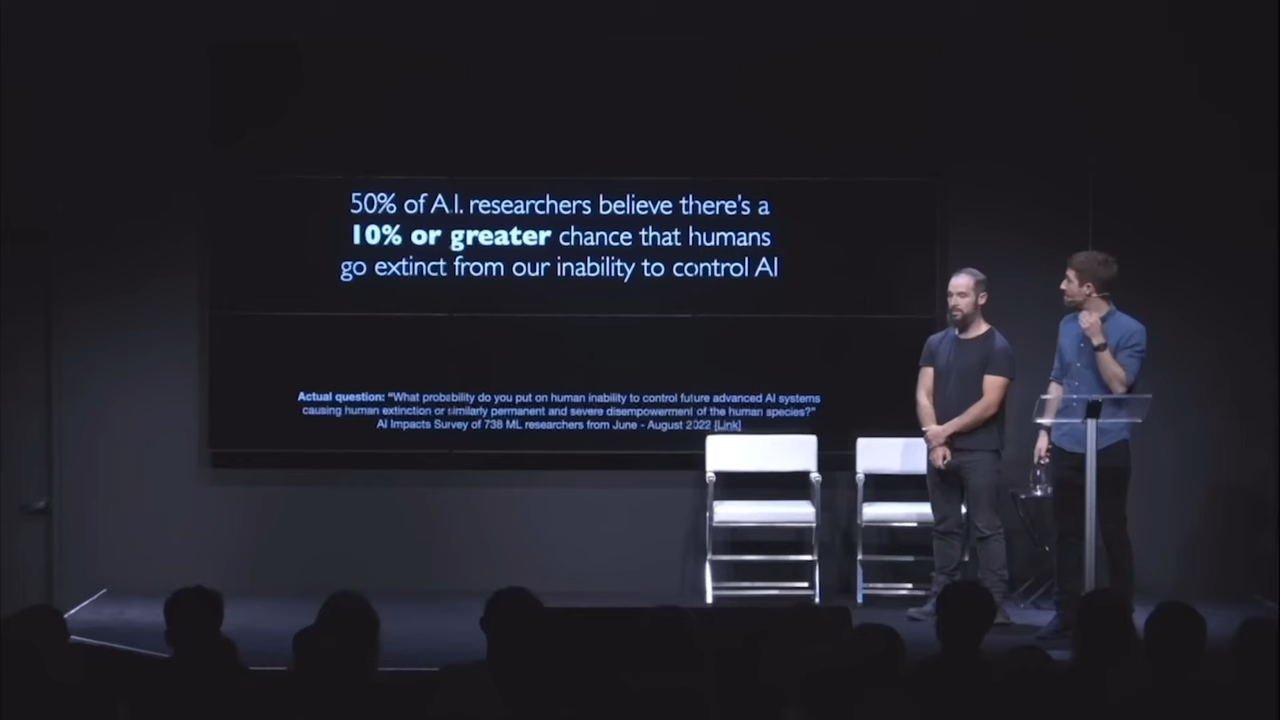 50% of A.I. researchers believe there's a
10% or greater chance that humans
go extinct from our inability to control AI
Actual question: "What probability do you put on human inability to control future advanced AI systems
causing human extinction or similarly permanent and severe disempowerment of the human species?"
AI Impacts Survey of 738 ML researchers from June - August 2022 [Link]